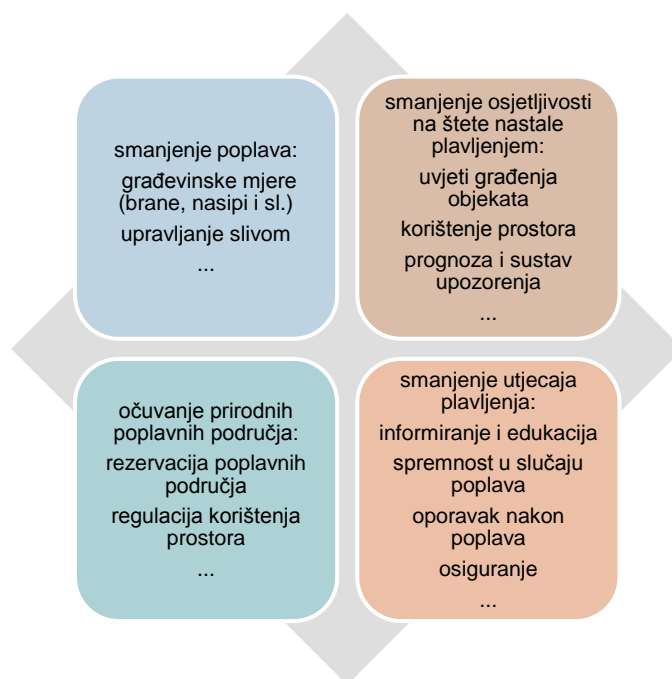 smanjenje poplava:
građevinske mjere
(brane, nasipi i sl.)
upravljanje slivom
...
smanjenje osjetljivosti
na štete nastale
plavljenjem:
uvjeti građenja
objekata
korištenje prostora
prognoza i sustav
upozorenja
...
očuvanje prirodnih
poplavnih područja:
rezervacija poplavnih
područja
regulacija korištenja
prostora
...
smanjenje utjecaja
plavljenja:
informiranje i edukacija
spremnost u slučaju
poplava
oporavak nakon
poplava
osiguranje
...